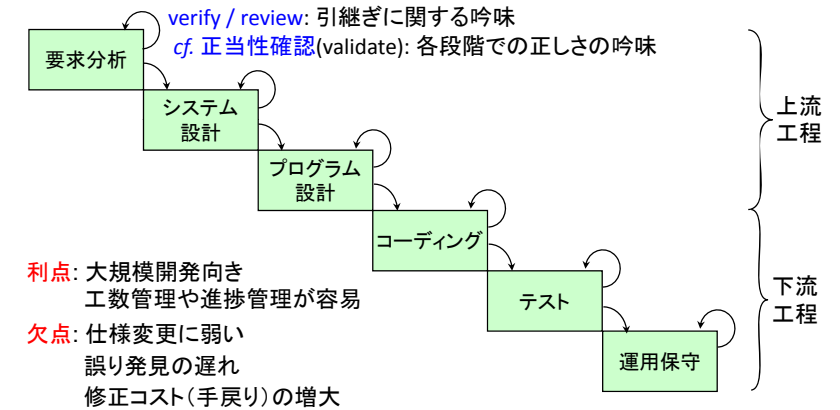 verify / review: 引継ぎに関する吟味
cf. 正当性確認(validate): 各段階での正しさの吟味
要求分析
システム
設計
プログラム
設計
コーディング
テスト
運用保守
上流
工程
下流
工程
利点: 大規模開発向き
工数管理や進捗管理が容易
欠点: 仕様変更に弱い
誤り発見の遅れ
修正コスト(手戻り)の増大